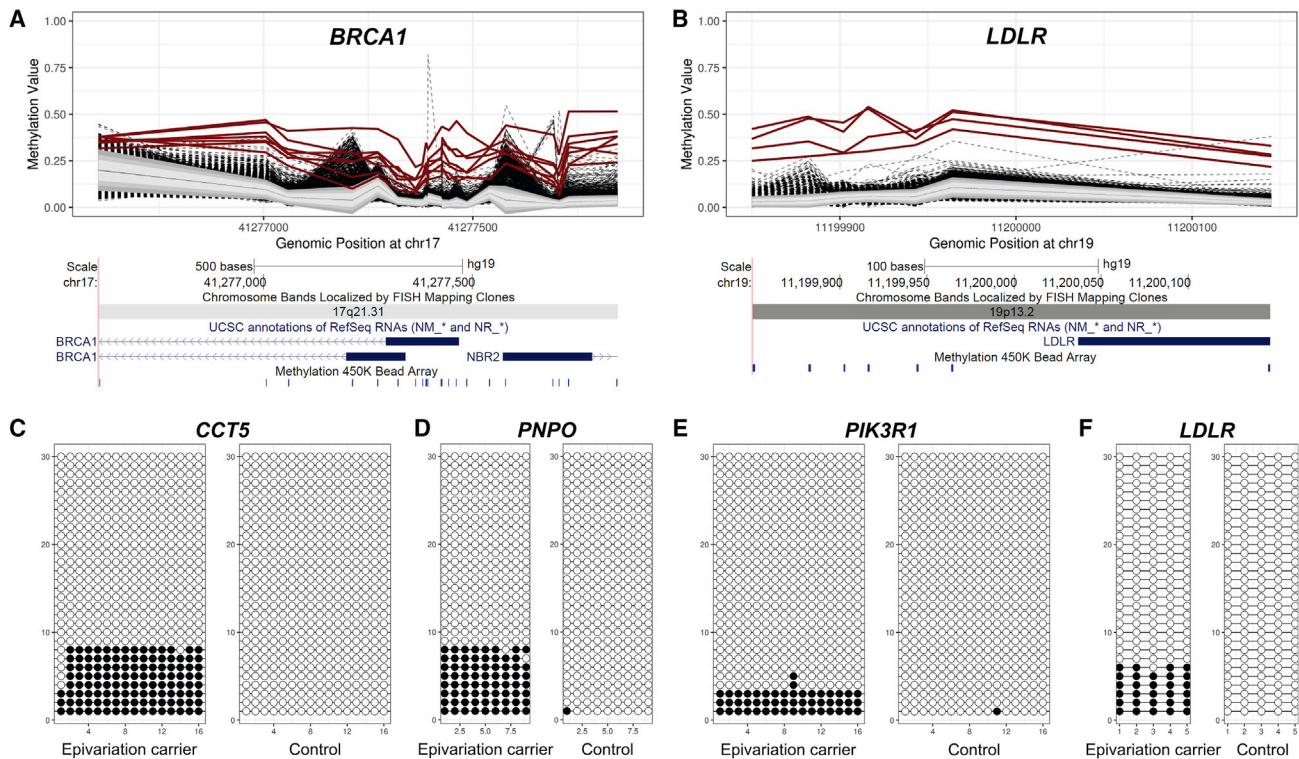 A
BRCA1
Methylation Value
1.00
0.75
0.50
0.25
0.00
41277000
41277500
Genomic Position at chr17
Scale
500 bases
hg19
chr17:
41,277,000
41,277,500
Chromosome Bands Localized by FISH Mapping Clones
17q21.31
UCSC annotations of RefSeq RNAs (NM_* and NR_*)
BRCA1
BRCA1
NBR2
Methylation 450K Bead Array
B
LDLR
Methylation Value
1.00
0.75
0.50
0.25
0.00
11199900
11200000
11200100
Genomic Position at chr19
Scale
100 bases
hg19
chr19:
11,199,900
11,199,950
11,200,000
11,200,050
11,200,100
Chromosome Bands Localized by FISH Mapping Clones
19p13.2
UCSC annotations of RefSeq RNAs (NM_* and NR_*)
LDLR
Methylation 450K Bead Array
C
CCT5
30
20
10
0
4 8 12 16
Epivariation carrier
30
20
10
0
4 8 12 16
Control
D
PNPO
30
20
10
0
2.5 5.0 7.5
Epivariation carrier
30
20
10
0
2.5 5.0 7.5
Control
E
PIK3R1
30
20
10
0
4 8 12 16
Epivariation carrier
30
20
10
0
4 8 12 16
Control
F
LDLR
30
20
10
0
1 2 3 4 5
Epivariation carrier
30
20
10
0
1 2 3 4 5
Control